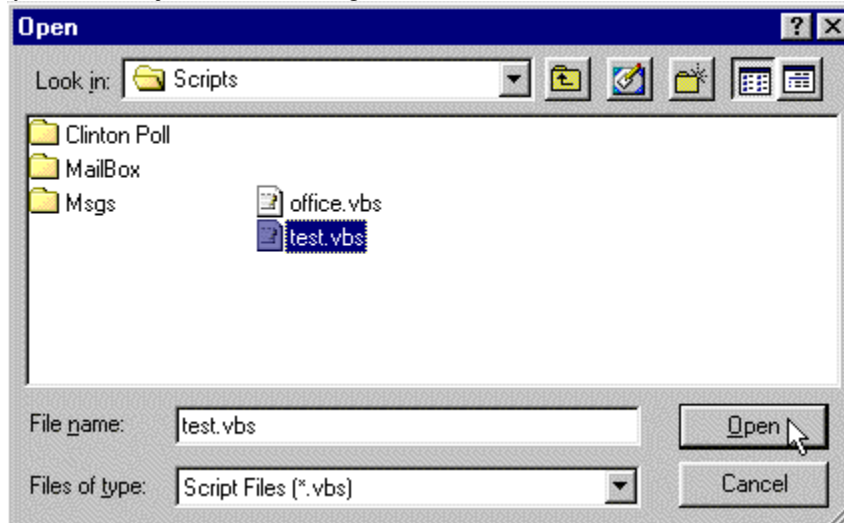 Open
Look in: Scripts
Clinton Poll
MailBox
Msgs
office.vbs
test.vbs
File name: test.vbs Open
Files of type: Script Files (*.vbs) Cancel